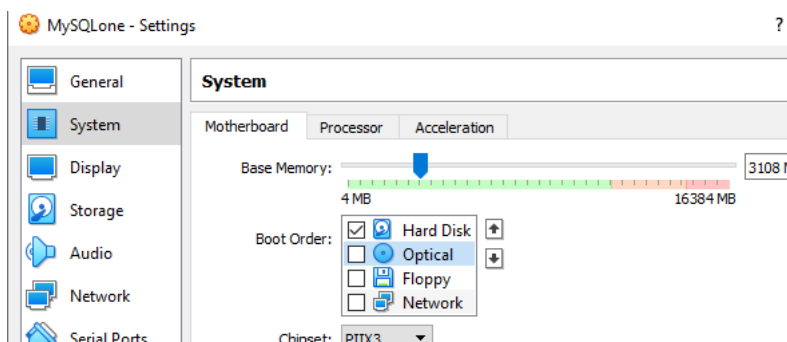 MySQLone - Settings ?
General
System
Display
Storage
Audio
Network
Serial Ports
System
Motherboard Processor Acceleration
Base Memory: 3108
4 MB 16384 MB
Boot Order: Hard Disk
Optical
Floppy
Network
Chipset: PIIX3